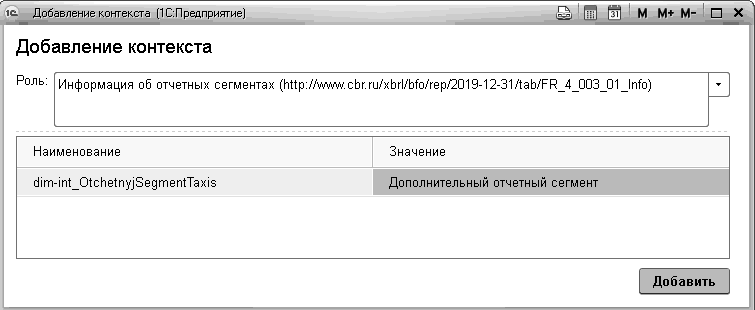 1С Добавление контекста (1С:Предприятие) 31 M M+ M-
Добавление контекста
Роль: Информация об отчетных сегментах (http://www.cbr.ru/xbrl/bfo/rep/2019-12-31/tab/FR_4_003_01_Info)
Наименование Значение
dim-int_OtchetnyjSegmentTaxis Дополнительный отчетный сегмент
Добавить